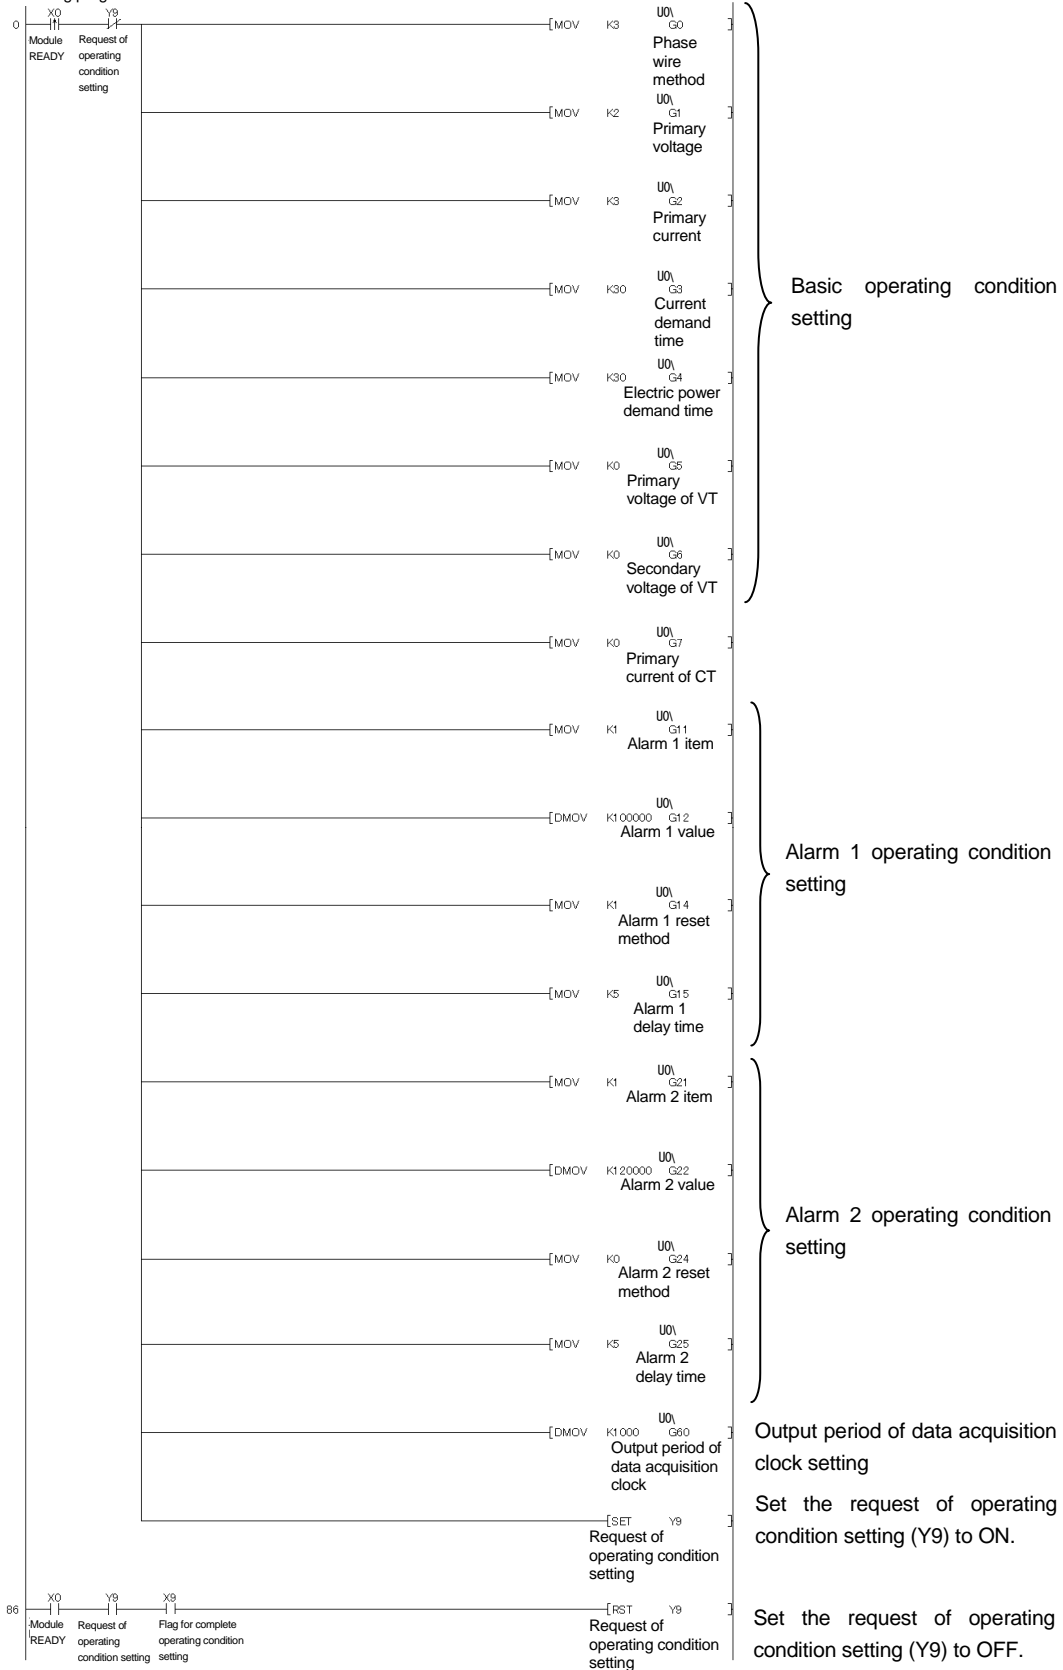 0 X0 Y9 [MOV K3 U0\ G0 ]
Module READY
Request of operating condition setting
Phase wire method
[MOV K2 U0\ G1 ]
Primary voltage
[MOV K3 U0\ G2 ]
Primary current
[MOV K30 U0\ G3 ]
Current demand time
Basic operating condition setting
[MOV K30 U0\ G4 ]
Electric power demand time
[MOV K0 U0\ G5 ]
Primary voltage of VT
[MOV K0 U0\ G6 ]
Secondary voltage of VT
[MOV K0 U0\ G7 ]
Primary current of CT
[MOV K1 U0\ G11 ]
Alarm 1 item
[DMOV K100000 U0\ G12 ]
Alarm 1 value
Alarm 1 operating condition setting
[MOV K1 U0\ G14 ]
Alarm 1 reset method
[MOV K5 U0\ G15 ]
Alarm 1 delay time
[MOV K1 U0\ G21 ]
Alarm 2 item
[DMOV K120000 U0\ G22 ]
Alarm 2 value
Alarm 2 operating condition setting
[MOV K0 U0\ G24 ]
Alarm 2 reset method
[MOV K5 U0\ G25 ]
Alarm 2 delay time
[DMOV K1000 U0\ G60 ]
Output period of data acquisition clock
Output period of data acquisition clock setting
[SET Y9 ]
Request of operating condition setting
Set the request of operating condition setting (Y9) to ON.
86 X0 Y9 X9 [RST Y9 ]
Module READY
Request of operating condition setting
Flag for complete operating condition setting
Request of operating condition setting
Set the request of operating condition setting (Y9) to OFF.